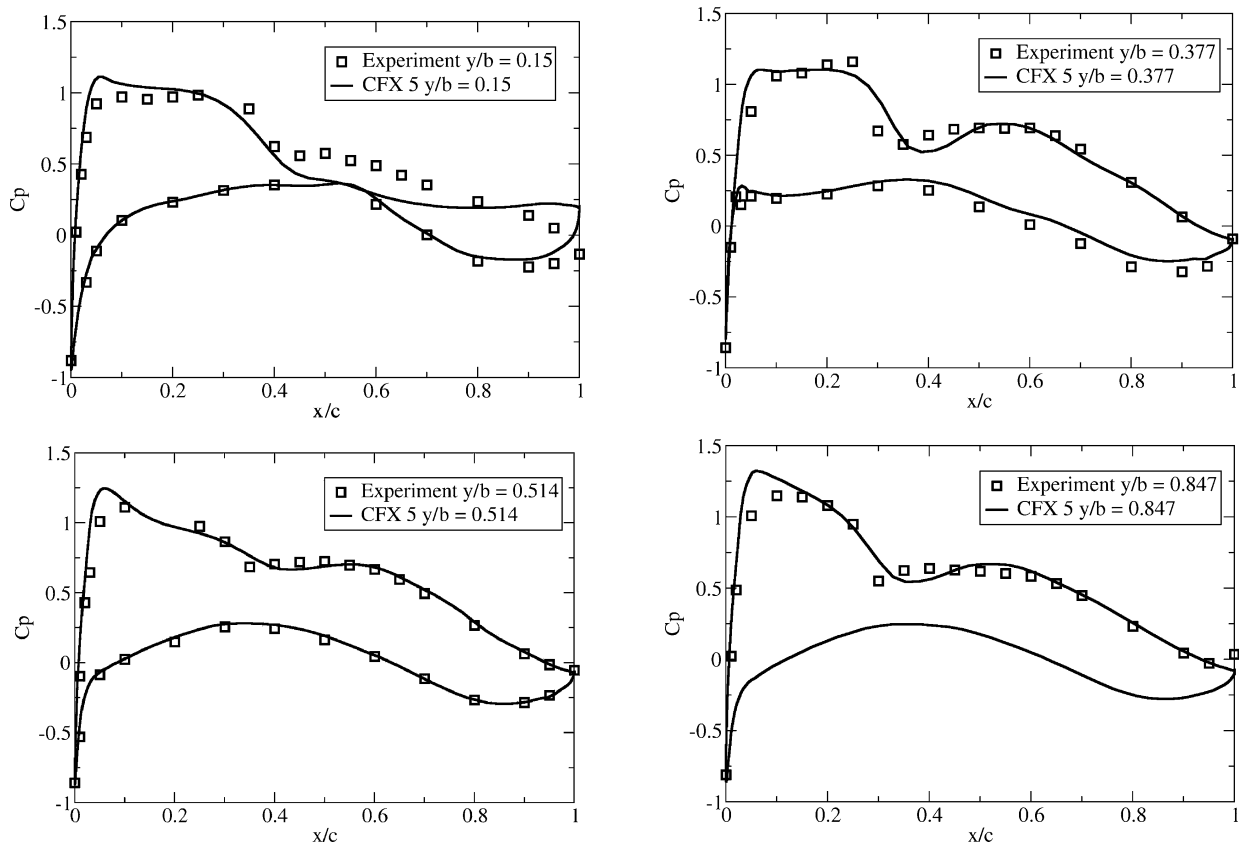 1.5
1
0.5
0
-0.5
-1
Cp
Experiment y/b = 0.15
CFX 5 y/b = 0.15
0 0.2 0.4 0.6 0.8 1
x/c
1.5
1
0.5
0
-0.5
-1
Cp
Experiment y/b = 0.377
CFX 5 y/b = 0.377
0 0.2 0.4 0.6 0.8 1
x/c
1.5
1
0.5
0
-0.5
-1
Cp
Experiment y/b = 0.514
CFX 5 y/b = 0.514
0 0.2 0.4 0.6 0.8 1
x/c
1.5
1
0.5
0
-0.5
-1
Cp
Experiment y/b = 0.847
CFX 5 y/b = 0.847
0 0.2 0.4 0.6 0.8 1
x/c